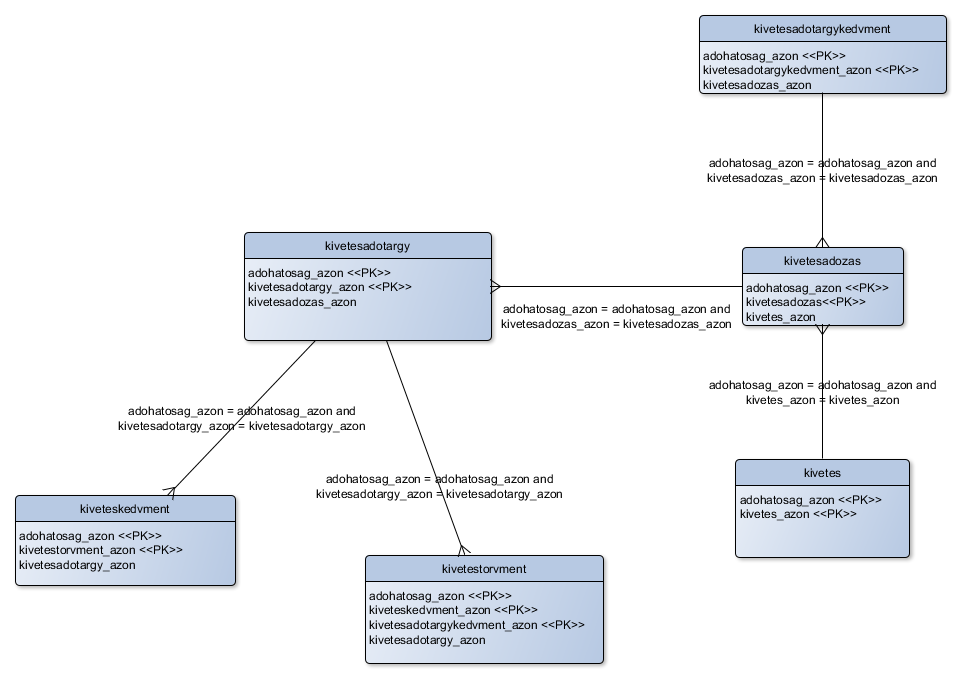 kivetesadotargykedvment
adohatosag_azon <<PK>>
kivetesadotargykedvment_azon <<PK>>
kivetesadozas_azon
adohatosag_azon = adohatosag_azon and
kivetesadozas_azon = kivetesadozas_azon
kivetesadotargy
adohatosag_azon <<PK>>
kivetesadotargy_azon <<PK>>
kivetesadozas_azon
kivetesadozas
adohatosag_azon <<PK>>
kivetesadozas<<PK>>
kivetes_azon
adohatosag_azon = adohatosag_azon and
kivetesadozas_azon = kivetesadozas_azon
adohatosag_azon = adohatosag_azon and
kivetes_azon = kivetes_azon
adohatosag_azon = adohatosag_azon and
kivetesadotargy_azon = kivetesadotargy_azon
adohatosag_azon = adohatosag_azon and
kivetesadotargy_azon = kivetesadotargy_azon
kivetes
adohatosag_azon <<PK>>
kivetes_azon <<PK>>
kiveteskedvment
adohatosag_azon <<PK>>
kivetestorvment_azon <<PK>>
kivetesadotargy_azon
kivetestorvment
adohatosag_azon <<PK>>
kiveteskedvment_azon <<PK>>
kivetesadotargykedvment_azon <<PK>>
kivetesadotargy_azon